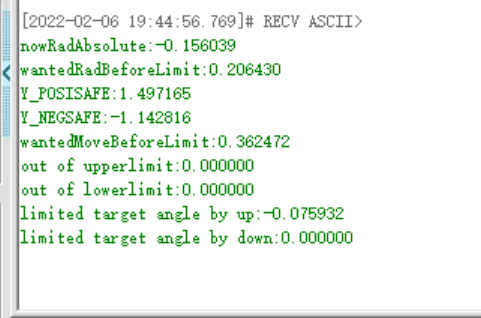 [2022-02-06 19:44:56.769]# RECV ASCII>
nowRadAbsolute:-0.156039
wantedRadBeforeLimit:0.206430
Y_POSISAFE:1.497165
Y_NEGSAFE:-1.142816
wantedMoveBeforeLimit:0.362472
out of upperlimit:0.000000
out of lowerlimit:0.000000
limited target angle by up:-0.075932
limited target angle by down:0.000000